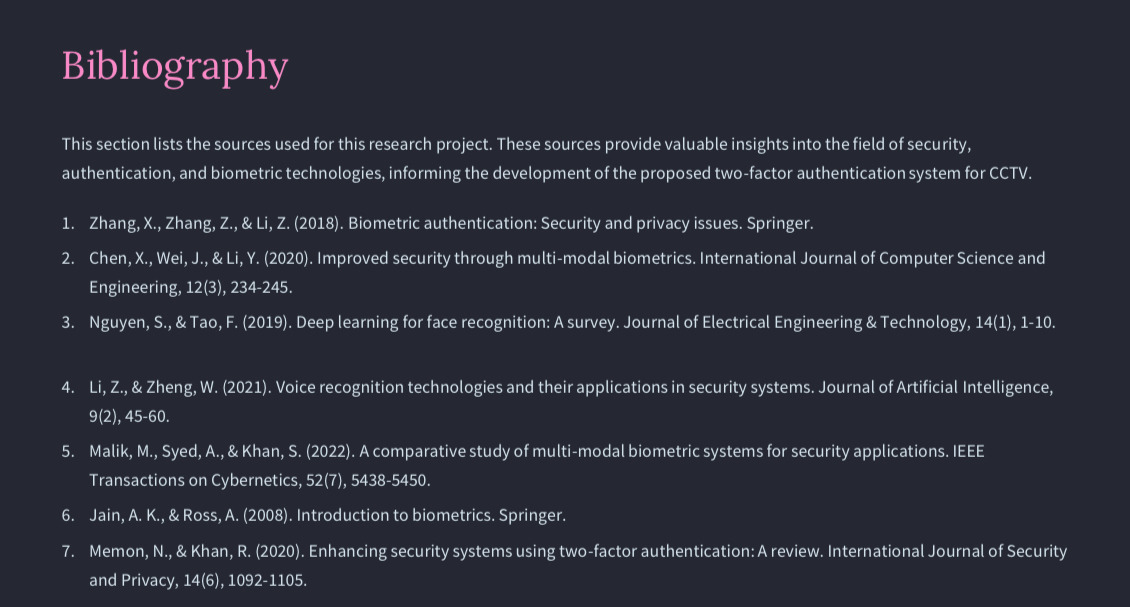 Bibliography
This section lists the sources used for this research project. These sources provide valuable insights into the field of security,
authentication, and biometric technologies, informing the development of the proposed two-factor authentication system for CCTV.
1. Zhang, X., Zhang, Z., & Li, Z. (2018). Biometric authentication: Security and privacy issues. Springer.
2. Chen, X., Wei, J., & Li, Y. (2020). Improved security through multi-modal biometrics. International Journal of Computer Science and
Engineering, 12(3), 234-245.
3. Nguyen, S., & Tao, F. (2019). Deep learning for face recognition: A survey. Journal of Electrical Engineering & Technology, 14(1), 1-10.
4. Li, Z., & Zheng, W. (2021). Voice recognition technologies and their applications in security systems. Journal of Artificial Intelligence,
9(2), 45-60.
5. Malik, M., Syed, A., & Khan, S. (2022). A comparative study of multi-modal biometric systems for security applications. IEEE
Transactions on Cybernetics, 52(7), 5438-5450.
6. Jain, A. K., & Ross, A. (2008). Introduction to biometrics. Springer.
7. Memon, N., & Khan, R. (2020). Enhancing security systems using two-factor authentication: A review. International Journal of Security
and Privacy, 14(6), 1092-1105.